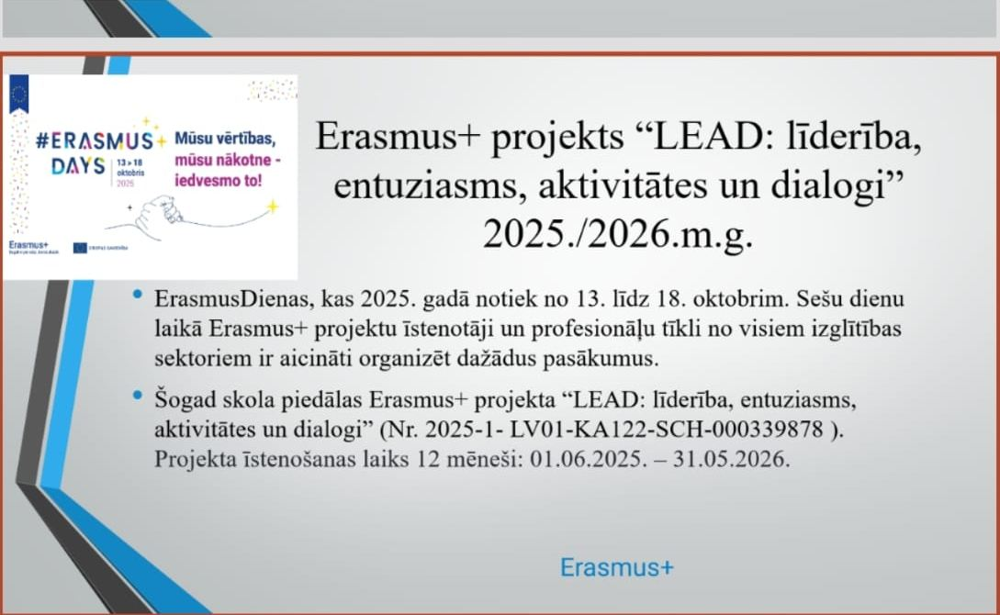 #ERASMUS
DAYS
13 > 18
oktobris
2025
Mūsu vērtības,
mūsu nākotne -
iedvesmo to!
Erasmus+
Erasmus+ projekts “LEAD: līderība,
entuziasms, aktivitātes un dialogi”
2025./2026.m.g.
• ErasmusDienas, kas 2025. gadā notiek no 13. līdz 18. oktobrim. Sešu dienu
laikā Erasmus+ projektu īstenotāji un profesionāļu tīkli no visiem izglītības
sektoriem ir aicināti organizēt dažādus pasākumus.
• Šogad skola piedālas Erasmus+ projekta “LEAD: līderība, entuziasms,
aktivitātes un dialogi” (Nr. 2025-1- LV01-KA122-SCH-000339878 ).
Projekta īstenošanas laiks 12 mēneši: 01.06.2025. – 31.05.2026.
Erasmus+